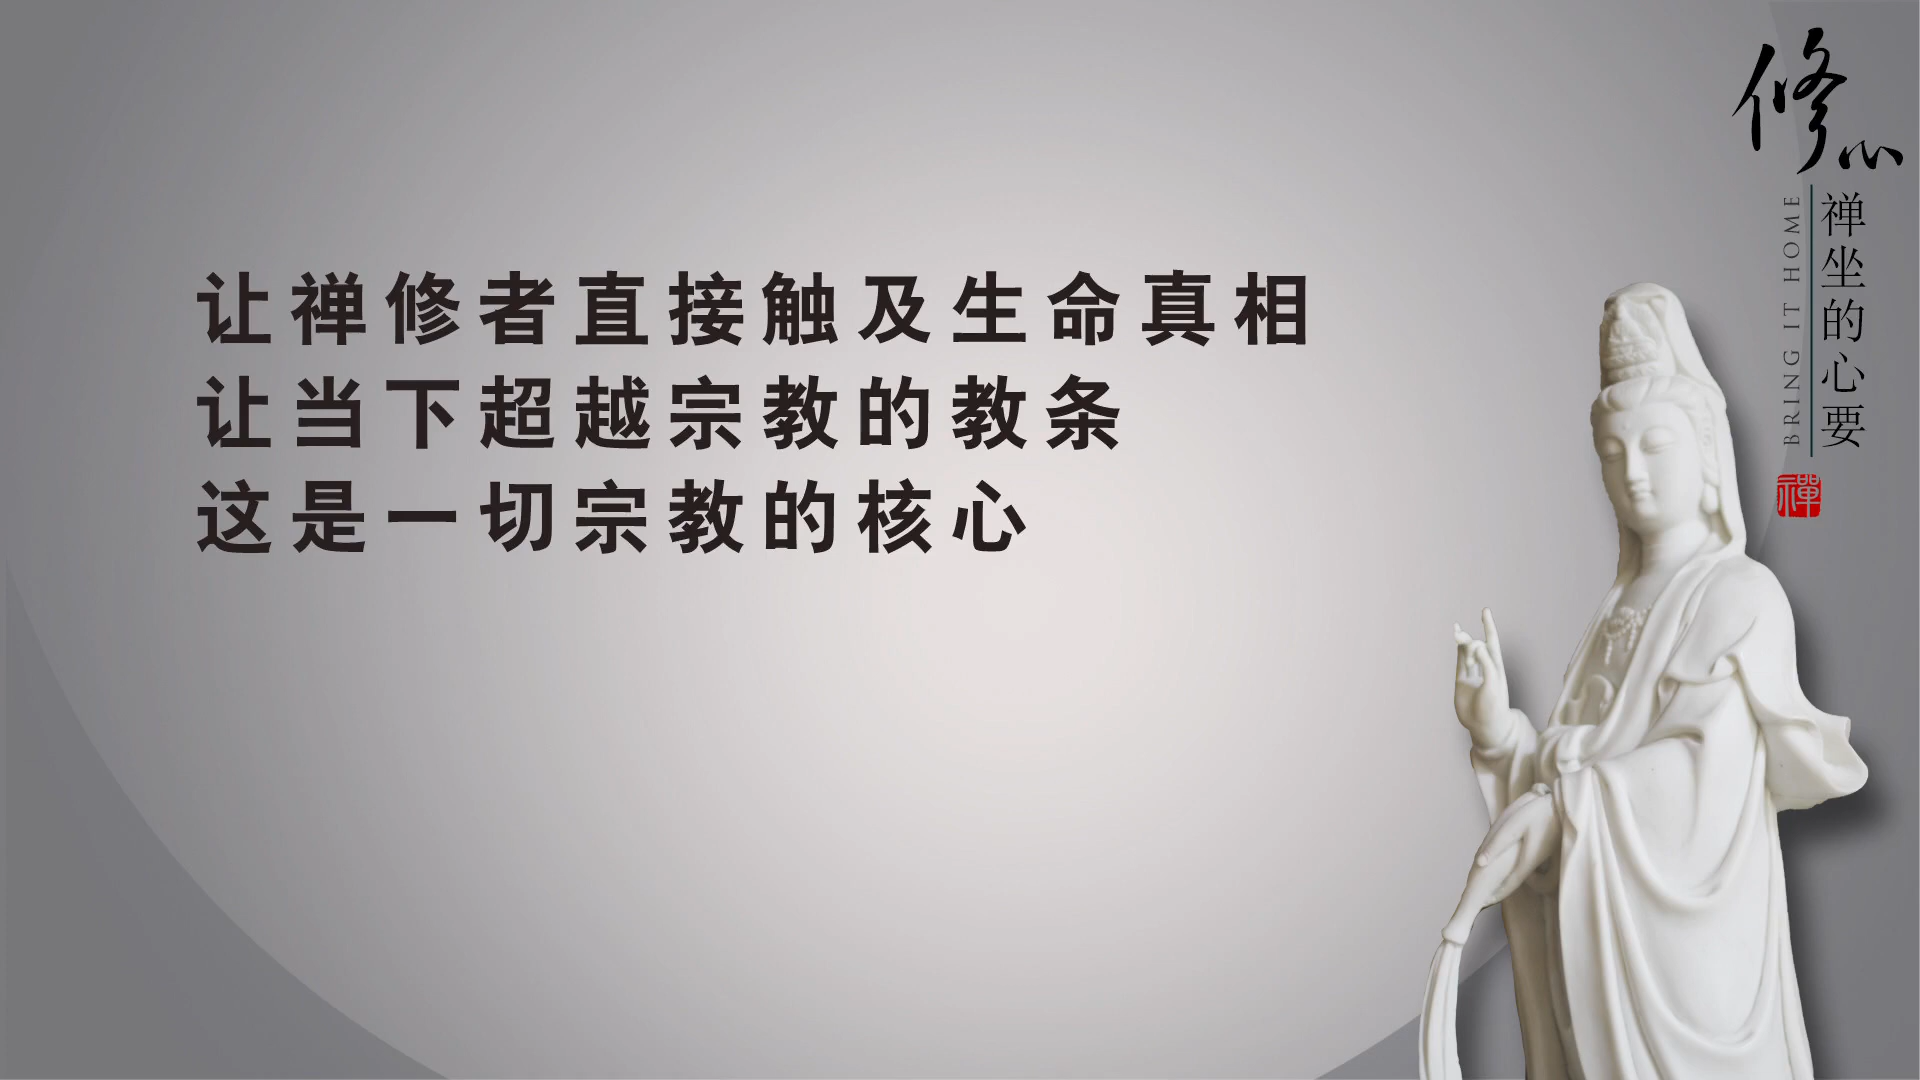 让禅修者直接触及生命真相
让当下超越宗教的教条
这是一切宗教的核心
修心
禅坐的心要
BRING IT HOME
禪